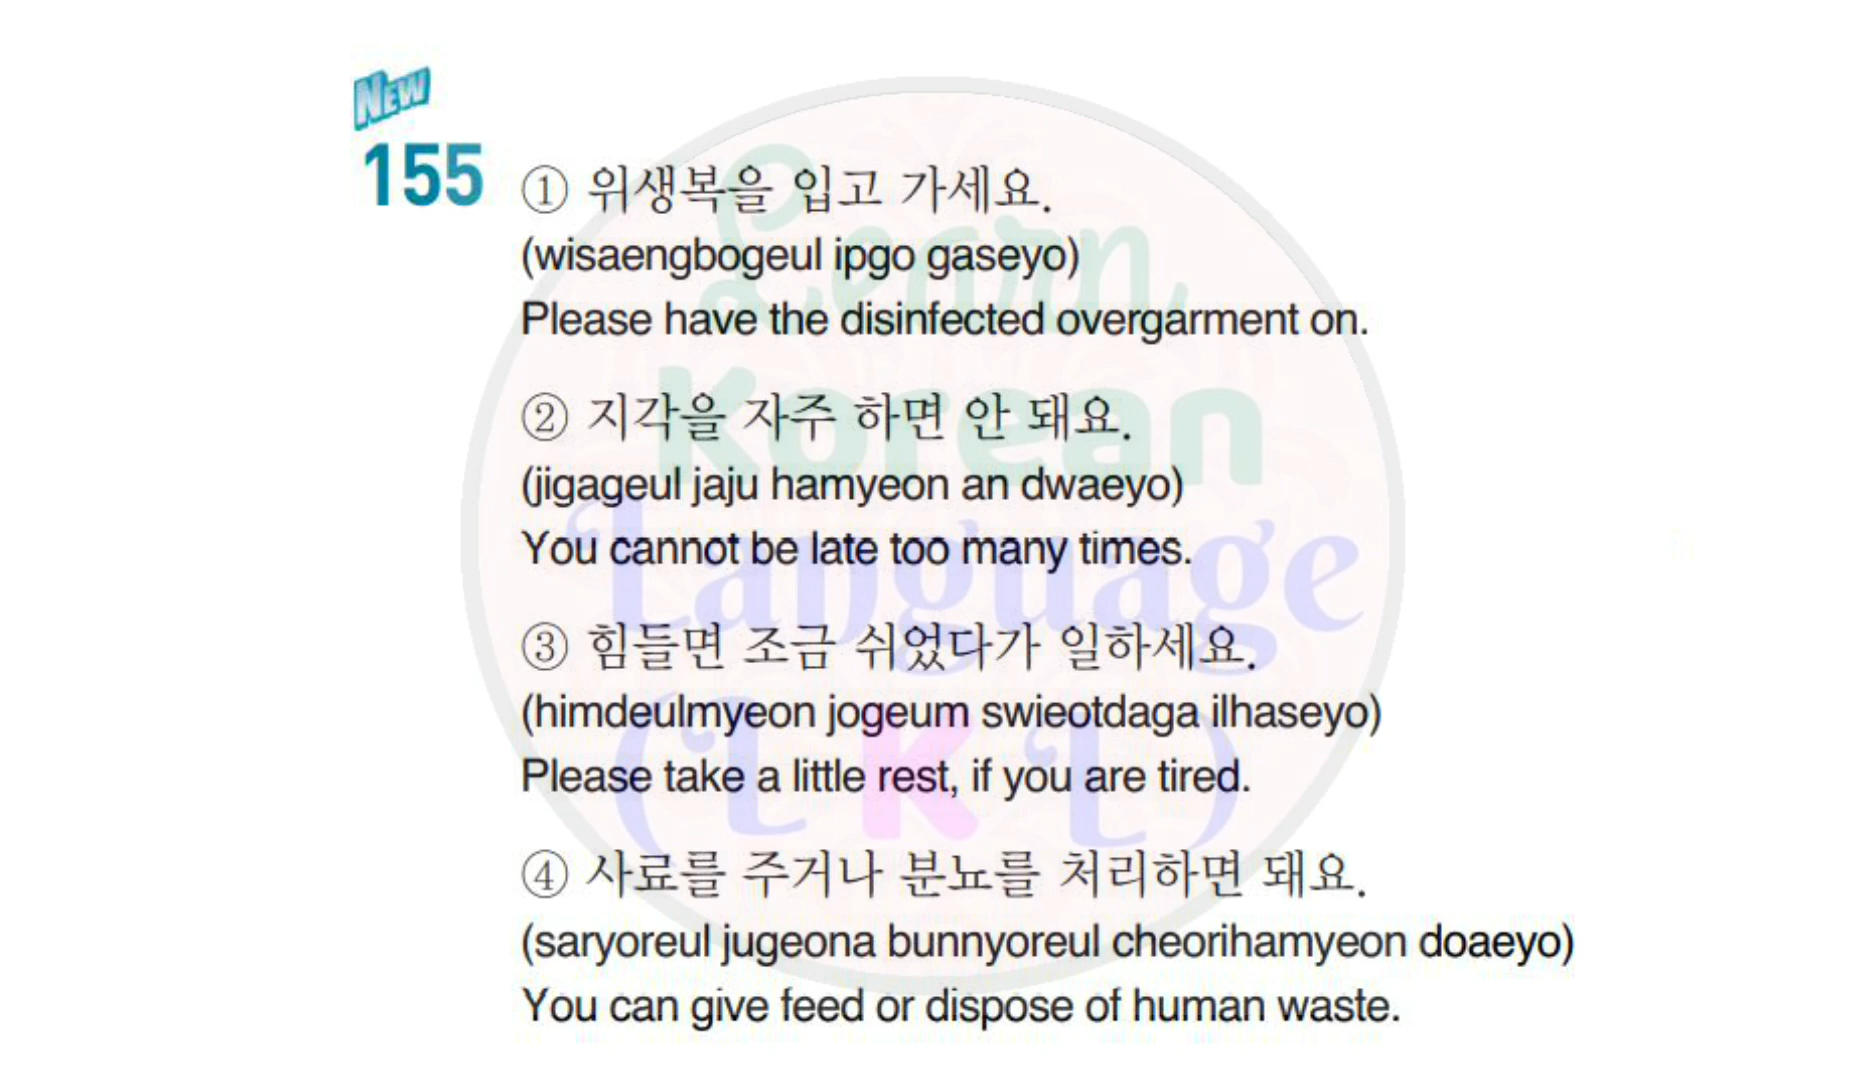 NEW
155
① 위생복을 입고 가세요.
(wisaengbogeul ipgo gaseyo)
Please have the disinfected overgarment on.
② 지각을 자주 하면 안 돼요.
(jigageul jaju hamyeon an dwaeyo)
You cannot be late too many times.
③ 힘들면 조금 쉬었다가 일하세요.
(himdeulmyeon jogeum swieotdaga ilhaseyo)
Please take a little rest, if you are tired.
④ 사료를 주거나 분뇨를 처리하면 돼요.
(saryoreul jugeona bunnyoreul cheorihamyeon doaeyo)
You can give feed or dispose of human waste.
Learn
Korean
Language
(LKL)